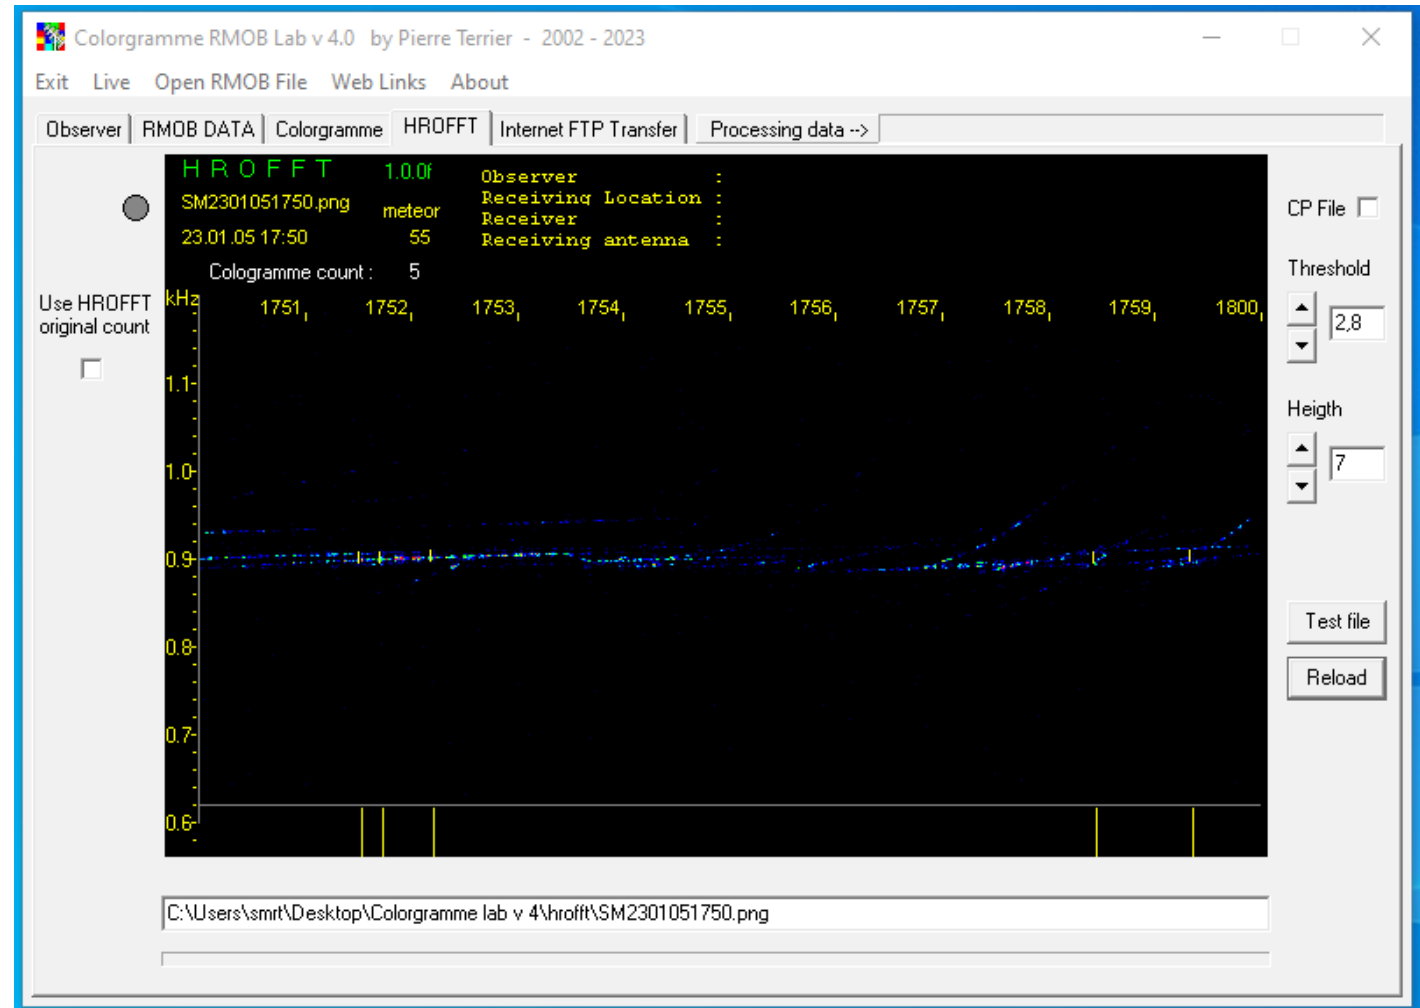 Colorgramme RMOB Lab v 4.0 by Pierre Terrier - 2002 - 2023
Exit Live Open RMOB File Web Links About
Observer RMOB DATA Colorgramme HROFFT Internet FTP Transfer Processing data -->
H R O F F T 1.0.0f
SM2301051750.png meteor
23.01.05 17:50 55
Observer :
Receiving Location :
Receiver :
Receiving antenna :
Cologramme count : 5
Use HROFFT
original count
CP File
Threshold
2,8
Heigth
7
Test file
Reload
kHz 1751 1752 1753 1754 1755 1756 1757 1758 1759 1800
1.1
1.0
0.9
0.8
0.7
0.6
C:\Users\smrt\Desktop\Colorgramme lab v 4\hrofft\SM2301051750.png